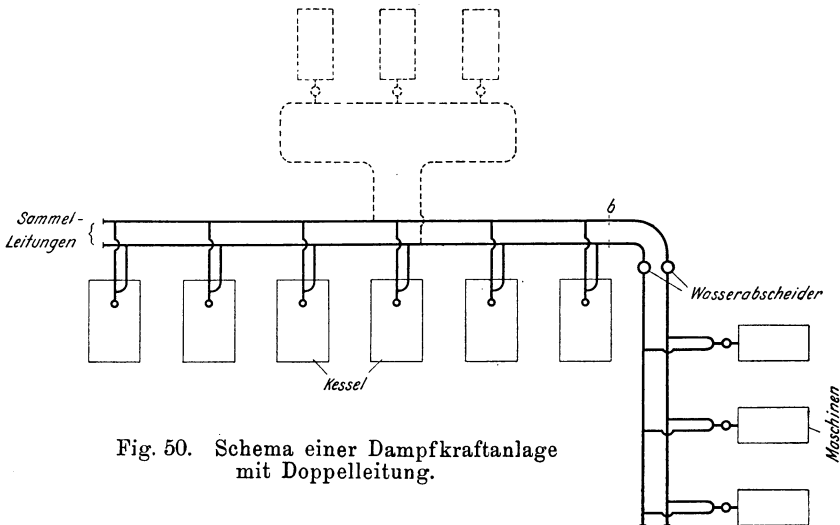 b
Sammel-
Leitungen {
Wasserabscheider
Kessel
Maschinen
Fig. 50. Schema einer Dampfkraftanlage
mit Doppelleitung.